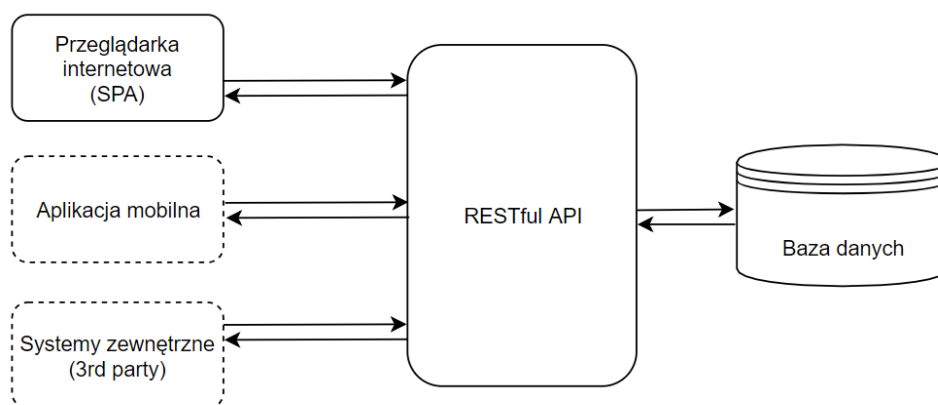 Przeglądarka
internetowa
(SPA)
Aplikacja mobilna
Systemy zewnętrzne
(3rd party)
RESTful API
Baza danych